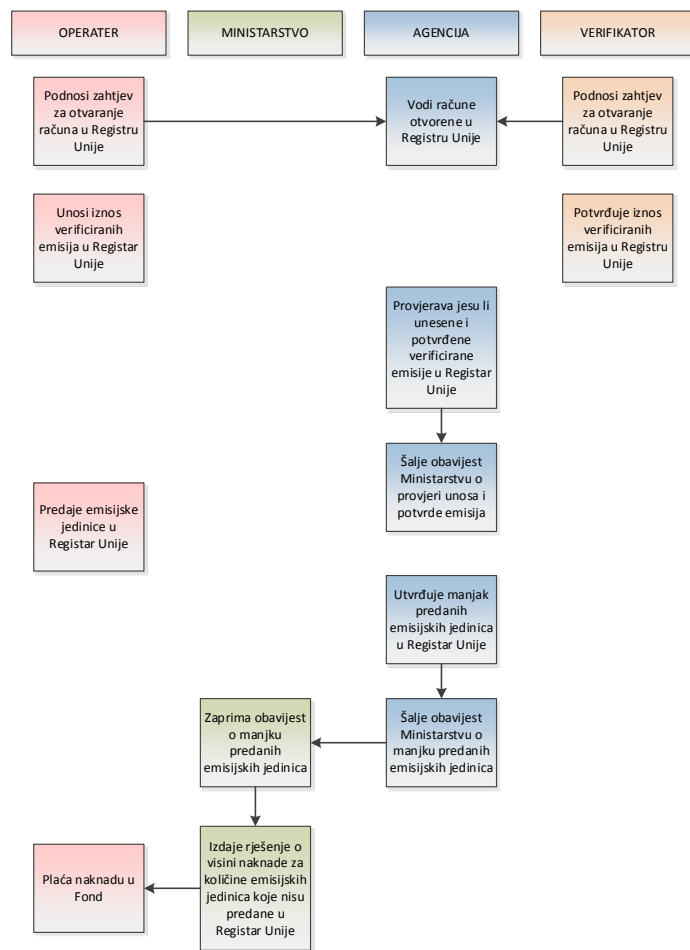 OPERATER
MINISTARSTVO
AGENCIJA
VERIFIKATOR
Podnosi zahtjev
za otvaranje
računa u Registru
Unije
Vodi račune
otvorene u
Registru Unije
Podnosi zahtjev
za otvaranje
računa u Registru
Unije
Unosi iznos
verificiranih
emisija u Registar
Unije
Potvrđuje iznos
verificiranih
emisija u Registru
Unije
Provjerava jesu li
unesene i
potvrđene
verificirane
emisije u Registar
Unije
Šalje obavijest
Ministarstvu o
provjeri unosa i
potvrde emisija
Predaje emisijske
jedinice u
Registar Unije
Utvrđuje manjak
predanih
emisijskih jedinica
u Registar Unije
Zaprima obavijest
o manjku
predanih
emisijskih jedinica
Šalje obavijest
Ministarstvu o
manjku predanih
emisijskih jedinica
Plaća naknadu u
Fond
Izdaje rješenje o
visini naknade za
količine emisijskih
jedinica koje nisu
predane u
Registar Unije